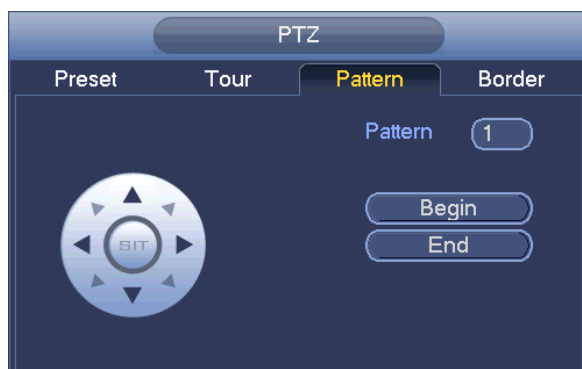 PTZ
Preset Tour Pattern Border
Pattern 1
Begin
SIT
End